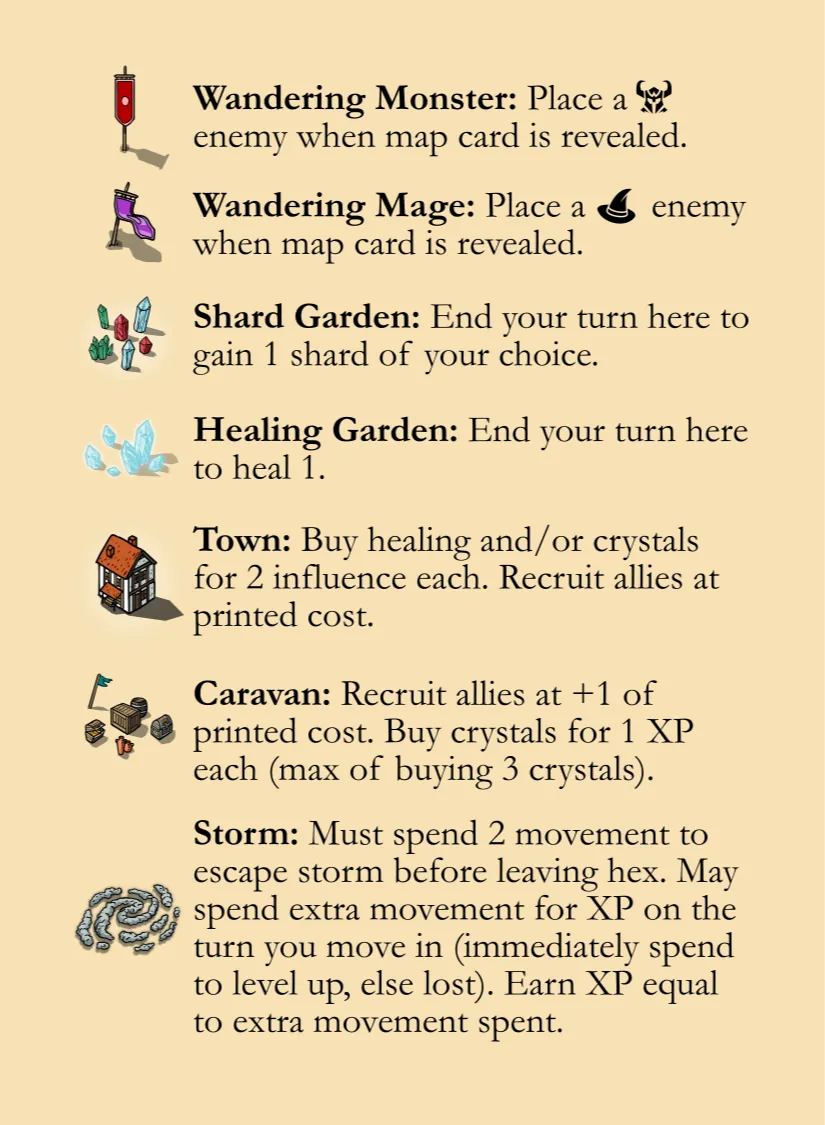 Wandering Monster: Place a
enemy when map card is revealed.
Wandering Mage: Place a enemy
when map card is revealed.
Shard Garden: End your turn here to
gain 1 shard of your choice.
Healing Garden: End your turn here
to heal 1.
Town: Buy healing and/or crystals
for 2 influence each. Recruit allies at
printed cost.
Caravan: Recruit allies at +1 of
printed cost. Buy crystals for 1 XP
each (max of buying 3 crystals).
Storm: Must spend 2 movement to
escape storm before leaving hex. May
spend extra movement for XP on the
turn you move in (immediately spend
to level up, else lost). Earn XP equal
to extra movement spent.